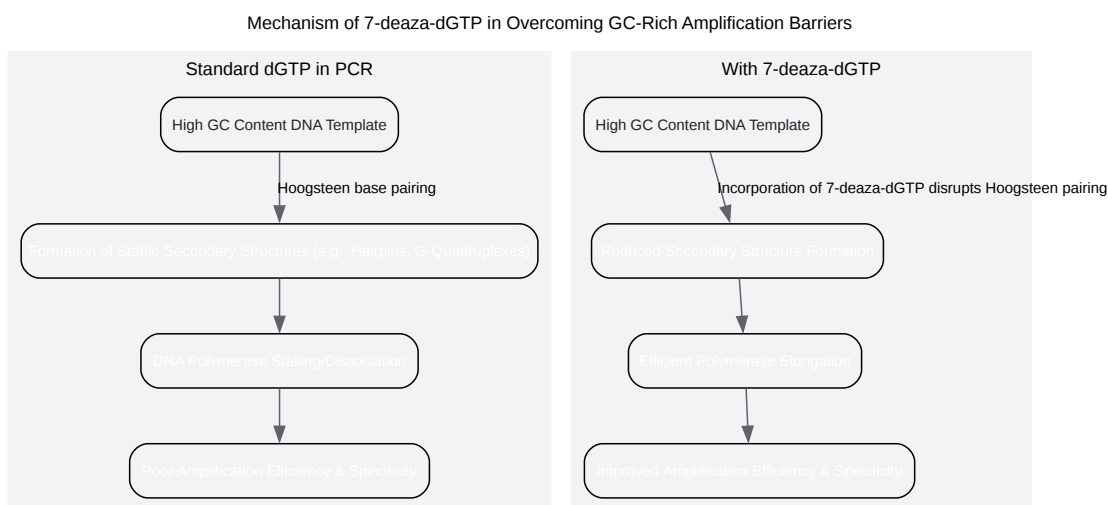 Mechanism of 7-deaza-dGTP in Overcoming GC-Rich Amplification Barriers
Standard dGTP in PCR
High GC Content DNA Template
Hoogsteen base pairing
Formation of Stable Secondary Structures (e.g., Hairpins, G-Quadruplexes)
DNA Polymerase Stalling/Dissociation
Poor Amplification Efficiency & Specificity
With 7-deaza-dGTP
High GC Content DNA Template
Incorporation of 7-deaza-dGTP disrupts Hoogsteen pairing
Reduced Secondary Structure Formation
Efficient Polymerase Elongation
Improved Amplification Efficiency & Specificity